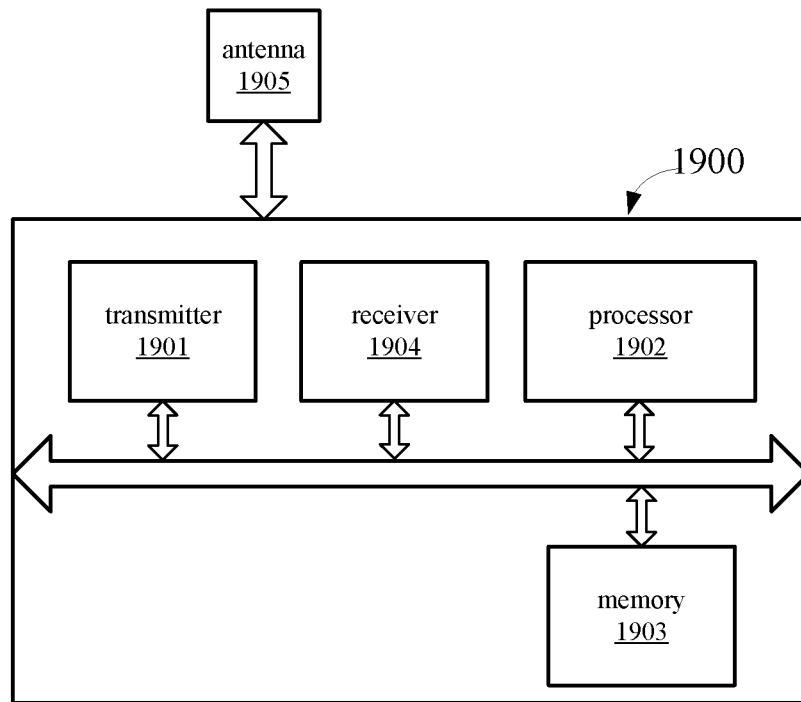 antenna
1905
1900
transmitter
1901
receiver
1904
processor
1902
memory
1903